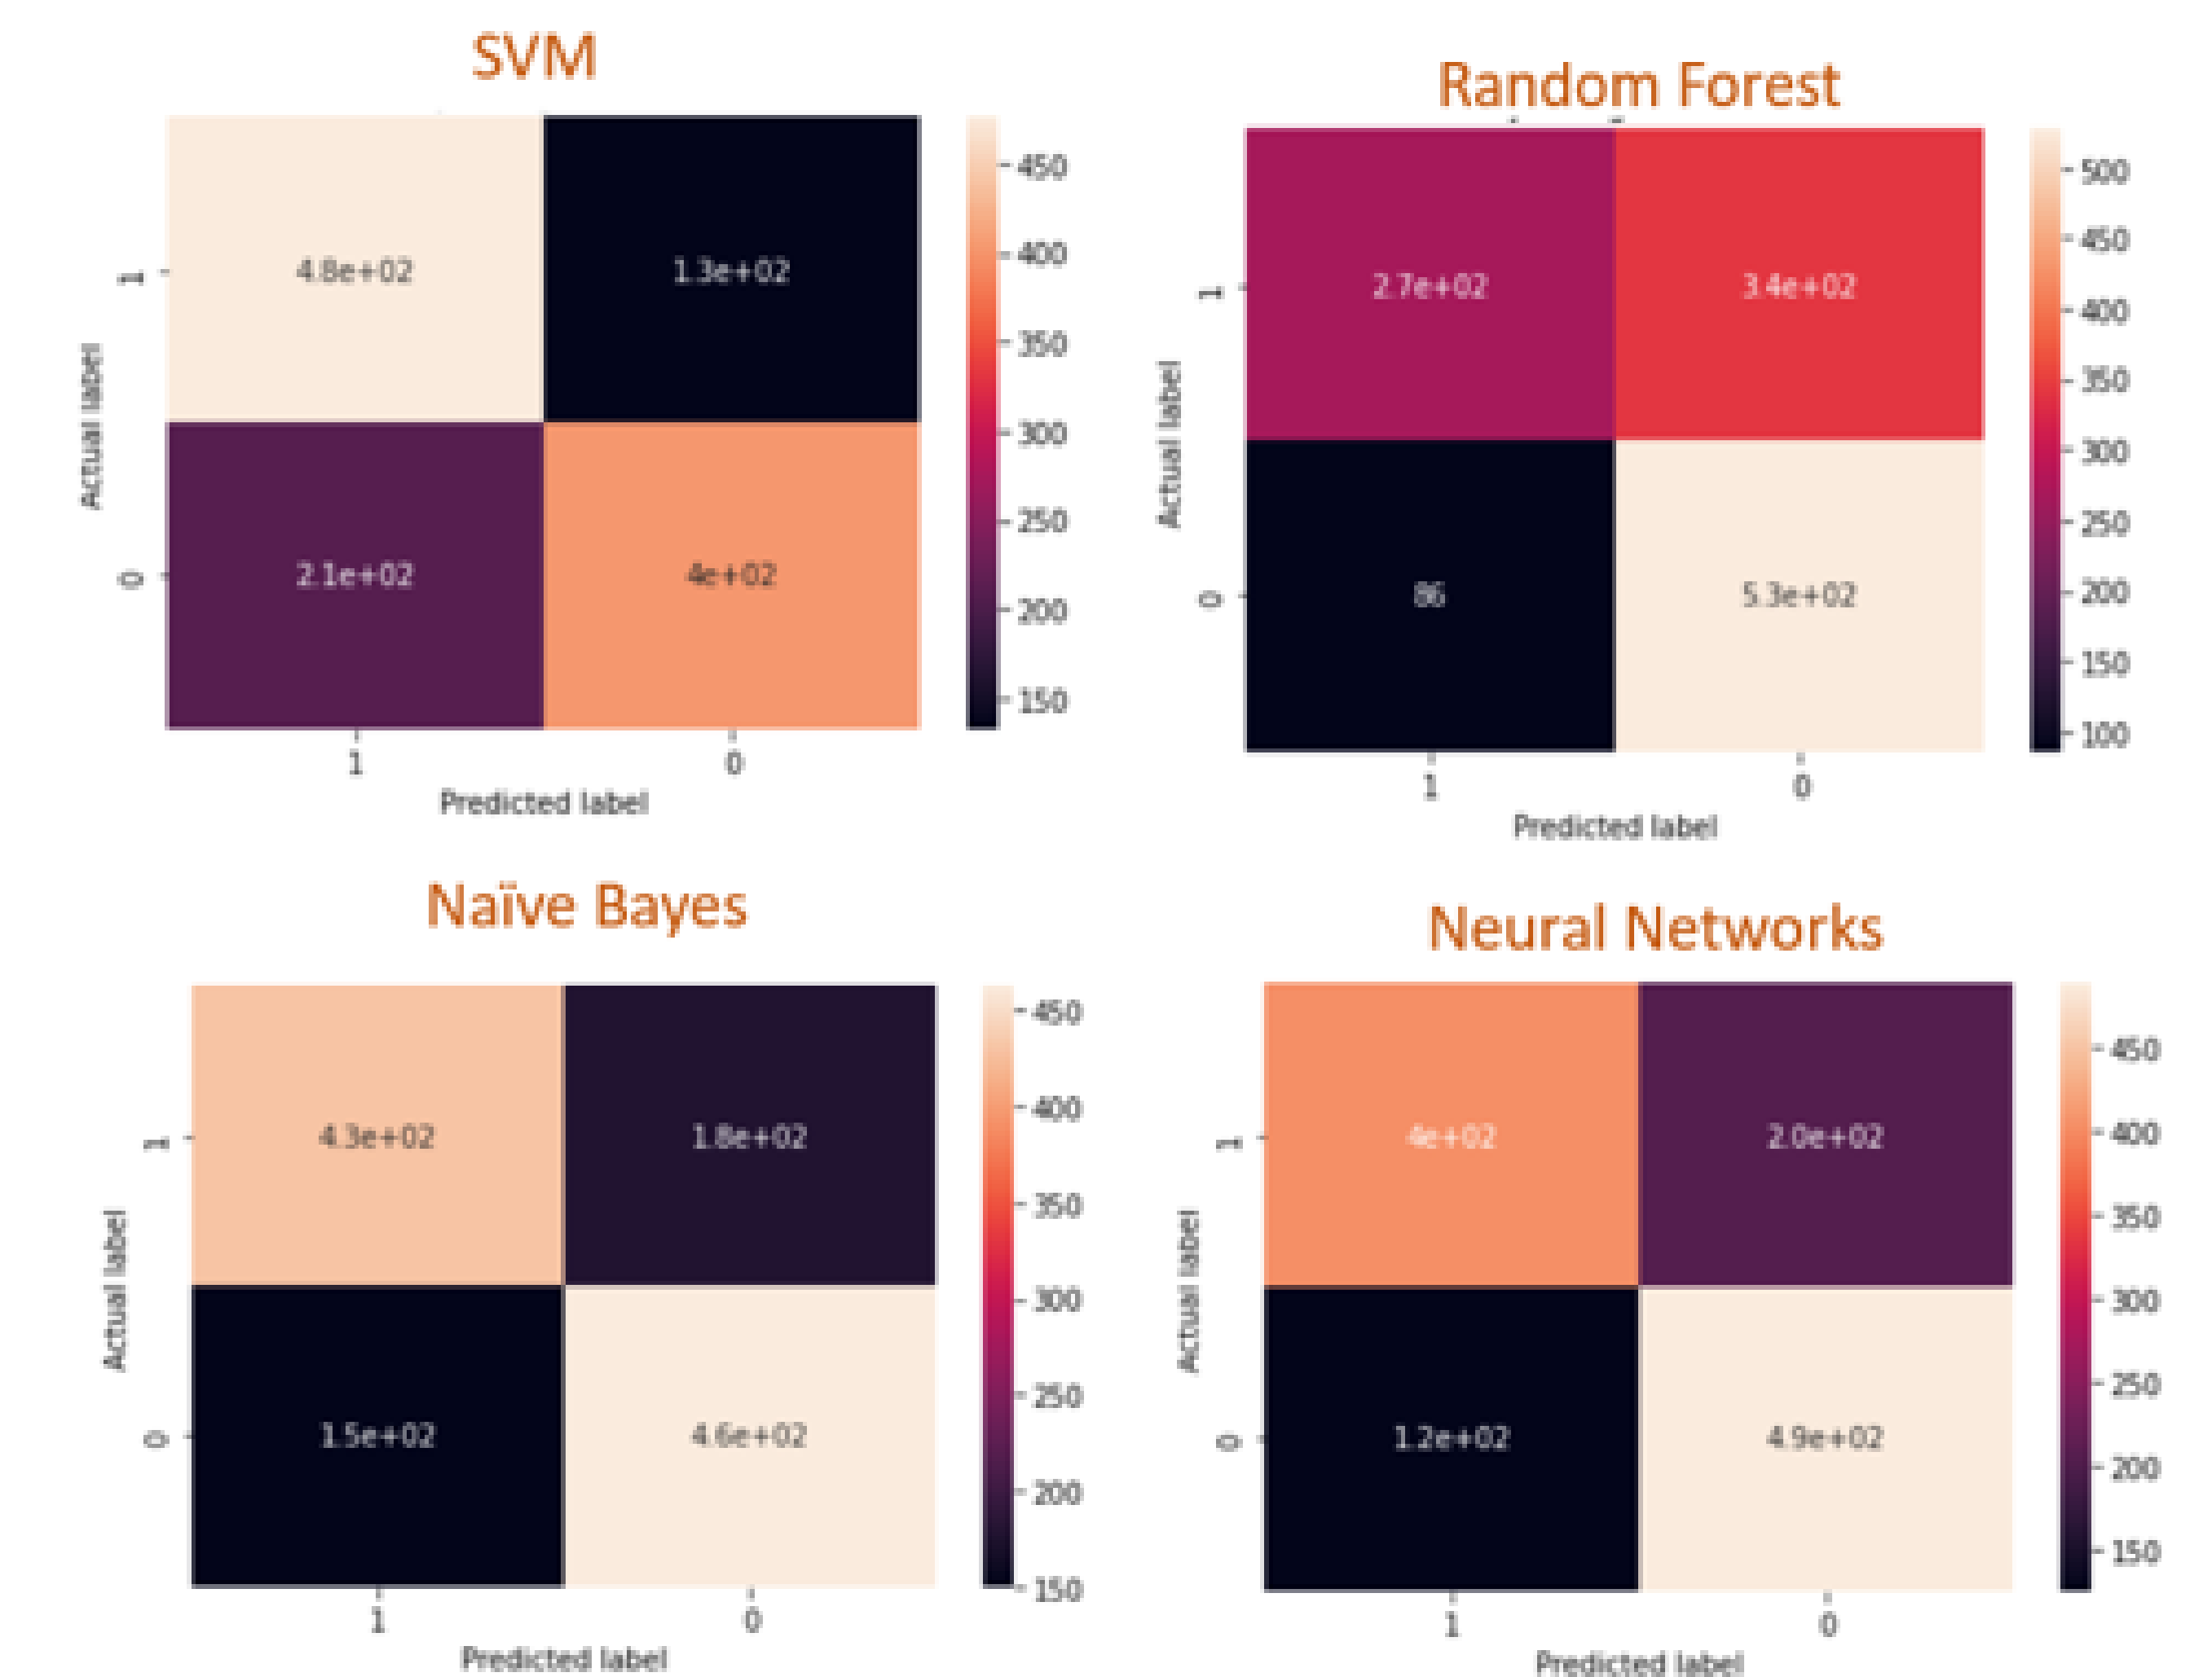 SVM
4.8e+02 1.3e+02
2.1e+02 4e+02
1
0
Actual label
1 0
Predicted label
450
400
350
300
250
200
150
Random Forest
2.7e+02 3.4e+02
86 5.3e+02
1
0
Actual label
1 0
Predicted label
500
450
400
350
300
250
200
150
100
Naïve Bayes
4.3e+02 1.8e+02
1.5e+02 4.6e+02
1
0
Actual label
1 0
Predicted label
450
400
350
300
250
200
150
Neural Networks
4e+02 2.0e+02
1.2e+02 4.9e+02
1
0
Actual label
1 0
Predicted label
450
400
350
300
250
200
150